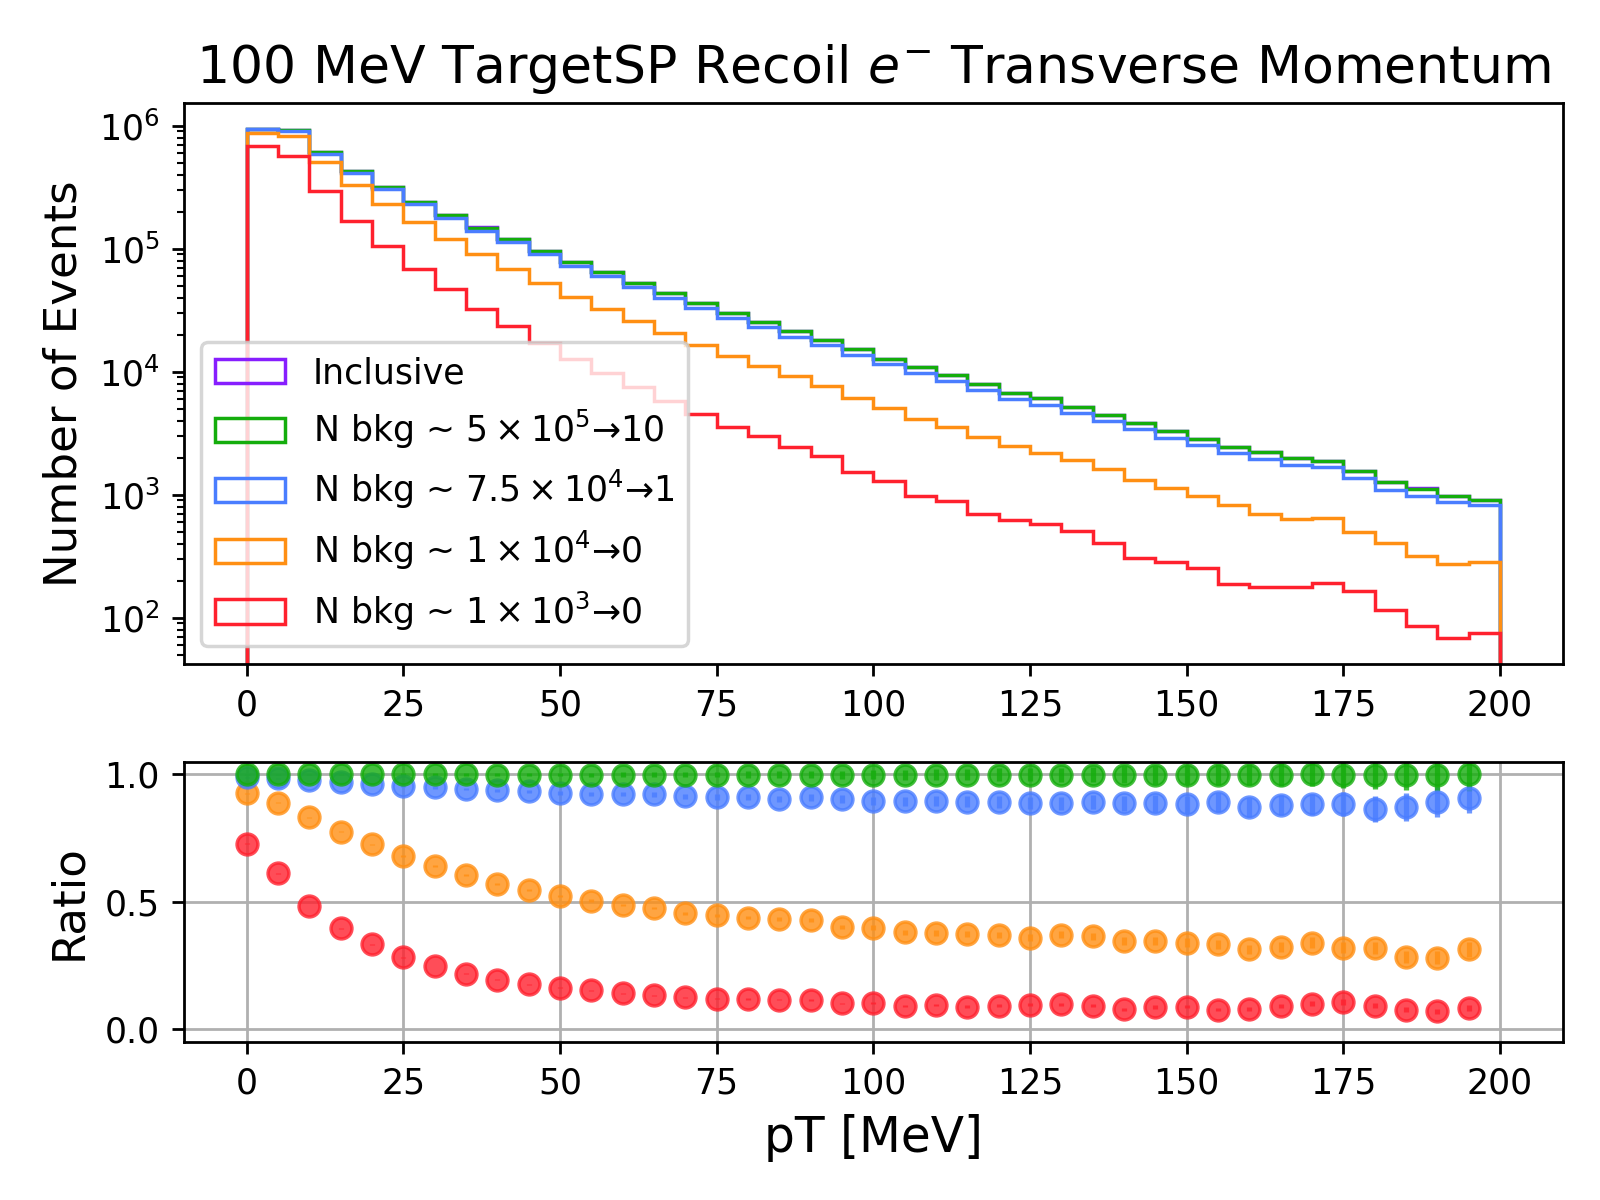 100 MeV TargetSP Recoil e⁻ Transverse Momentum
Number of Events
10⁶
10⁵
10⁴
10³
10²
Inclusive
N bkg ~ 5 × 10⁵→10
N bkg ~ 7.5 × 10⁴→1
N bkg ~ 1 × 10⁴→0
N bkg ~ 1 × 10³→0
0 25 50 75 100 125 150 175 200
Ratio
1.0
0.5
0.0
0 25 50 75 100 125 150 175 200
pT [MeV]